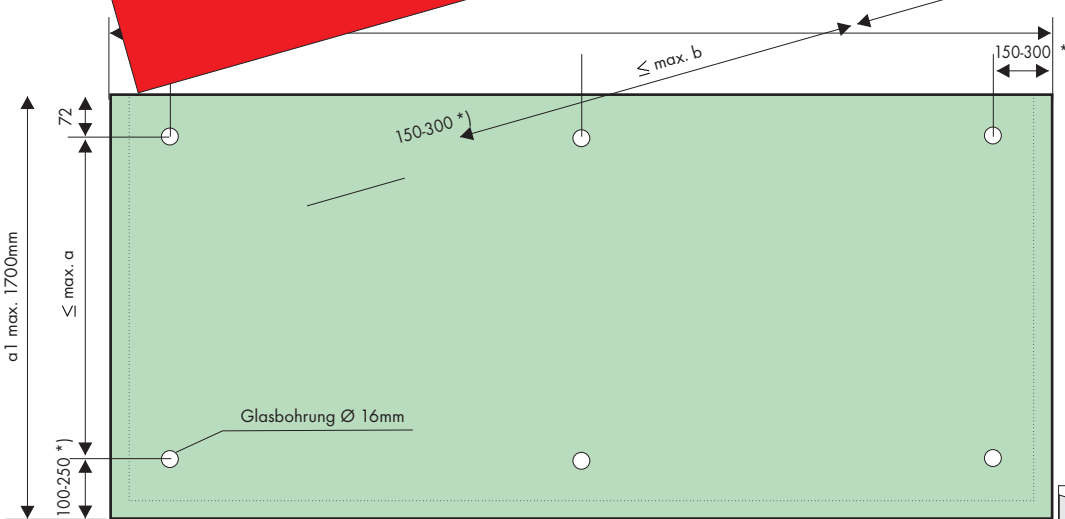 150-300 *
≤ max. b
150-300 *)
72
≤ max. a
a1 max. 1700mm
Glasbohrung Ø 16mm
100-250 *)